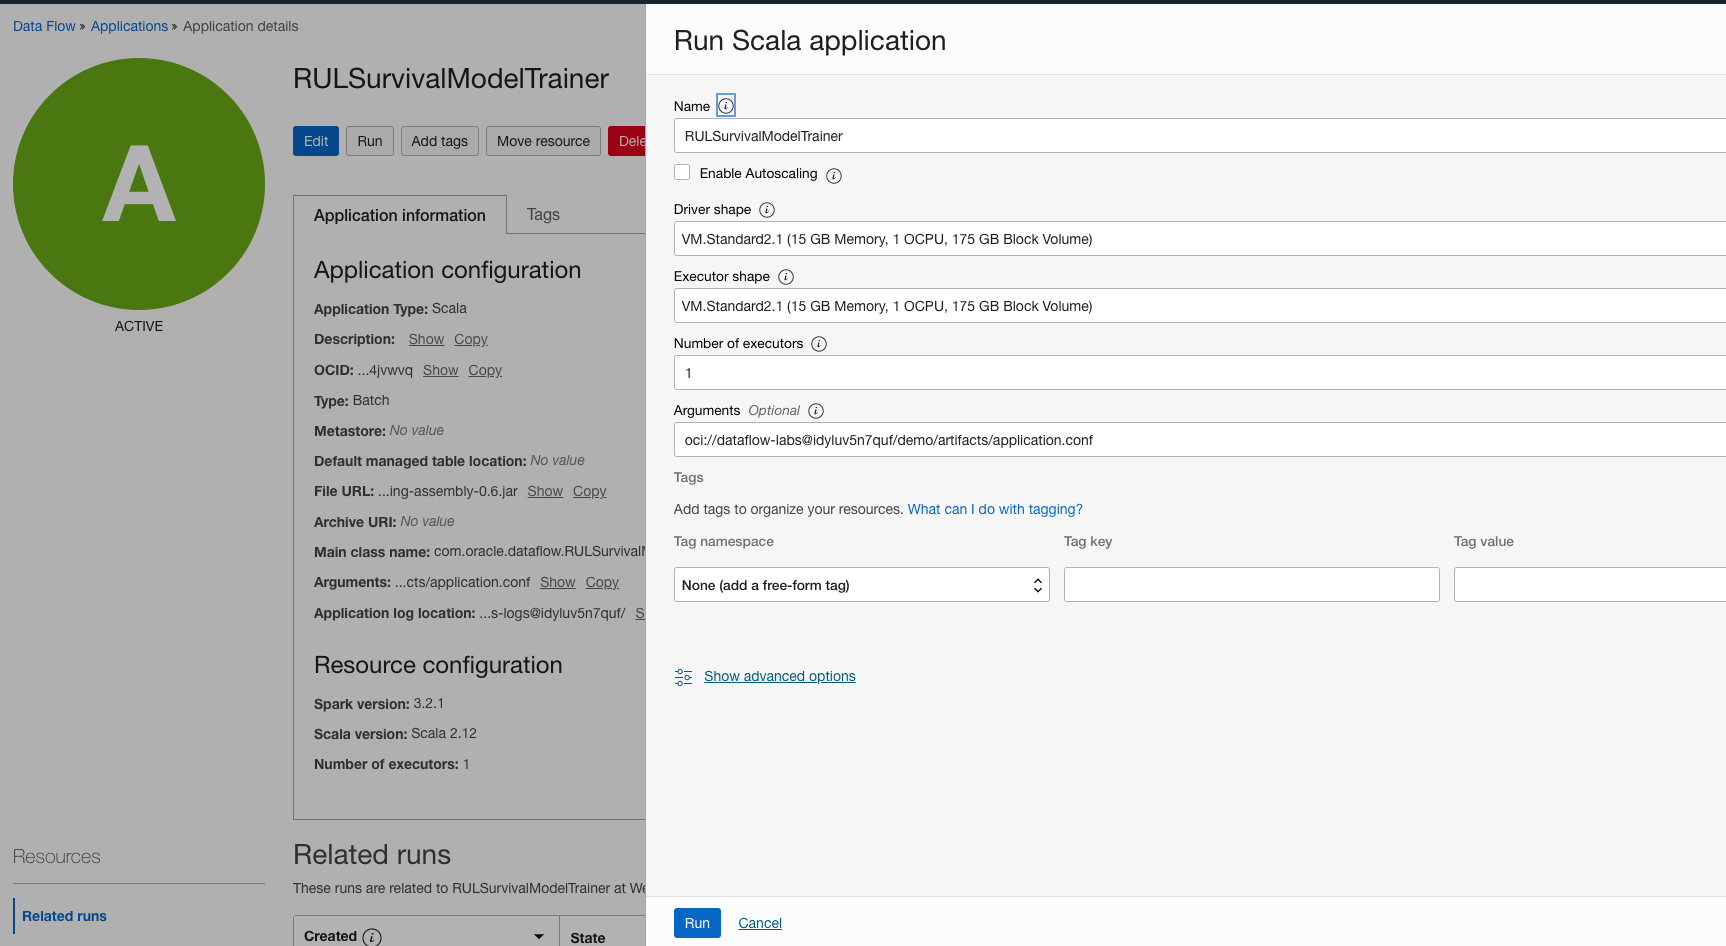 Data Flow » Applications » Application details
A
ACTIVE
RULSurvivalModelTrainer
Edit Run Add tags Move resource Dele
Application information Tags
Application configuration
Application Type: Scala
Description: Show Copy
OCID: ...4jvwvq Show Copy
Type: Batch
Metastore: No value
Default managed table location: No value
File URL: ...ing-assembly-0.6.jar Show Copy
Archive URI: No value
Main class name: com.oracle.dataflow.RULSurvivalM
Arguments: ...cts/application.conf Show Copy
Application log location: ...s-logs@idyluv5n7quf/ S
Resource configuration
Spark version: 3.2.1
Scala version: Scala 2.12
Number of executors: 1
Resources
Related runs
Related runs
These runs are related to RULSurvivalModelTrainer at We
Created i State
Run Scala application
Name i
RULSurvivalModelTrainer
Enable Autoscaling i
Driver shape i
VM.Standard2.1 (15 GB Memory, 1 OCPU, 175 GB Block Volume)
Executor shape i
VM.Standard2.1 (15 GB Memory, 1 OCPU, 175 GB Block Volume)
Number of executors i
1
Arguments Optional i
oci://dataflow-labs@idyluv5n7quf/demo/artifacts/application.conf
Tags
Add tags to organize your resources. What can I do with tagging?
Tag namespace Tag key Tag value
None (add a free-form tag)
Show advanced options
Run Cancel